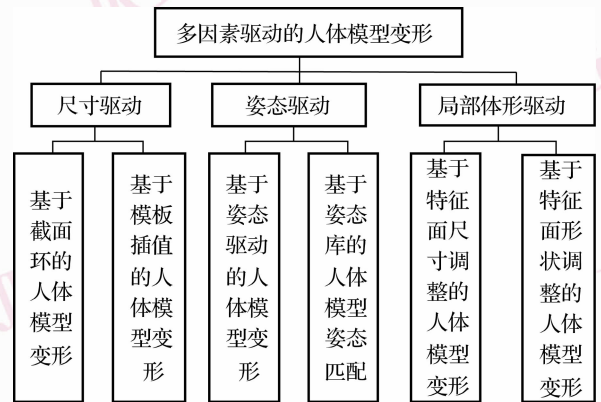 多因素驱动的人体模型变形
尺寸驱动
姿态驱动
局部体形驱动
基于
截面
环的
人体
模型
变形
基于
模板
插值
的人
体模
型变
形
基于
姿态
驱动
的人
体模
型变
形
基于
姿态
库的
人体
模型
姿态
匹配
基于
特征
面尺
寸调
整的
人体
模型
变形
基于
特征
面形
状调
整的
人体
模型
变形